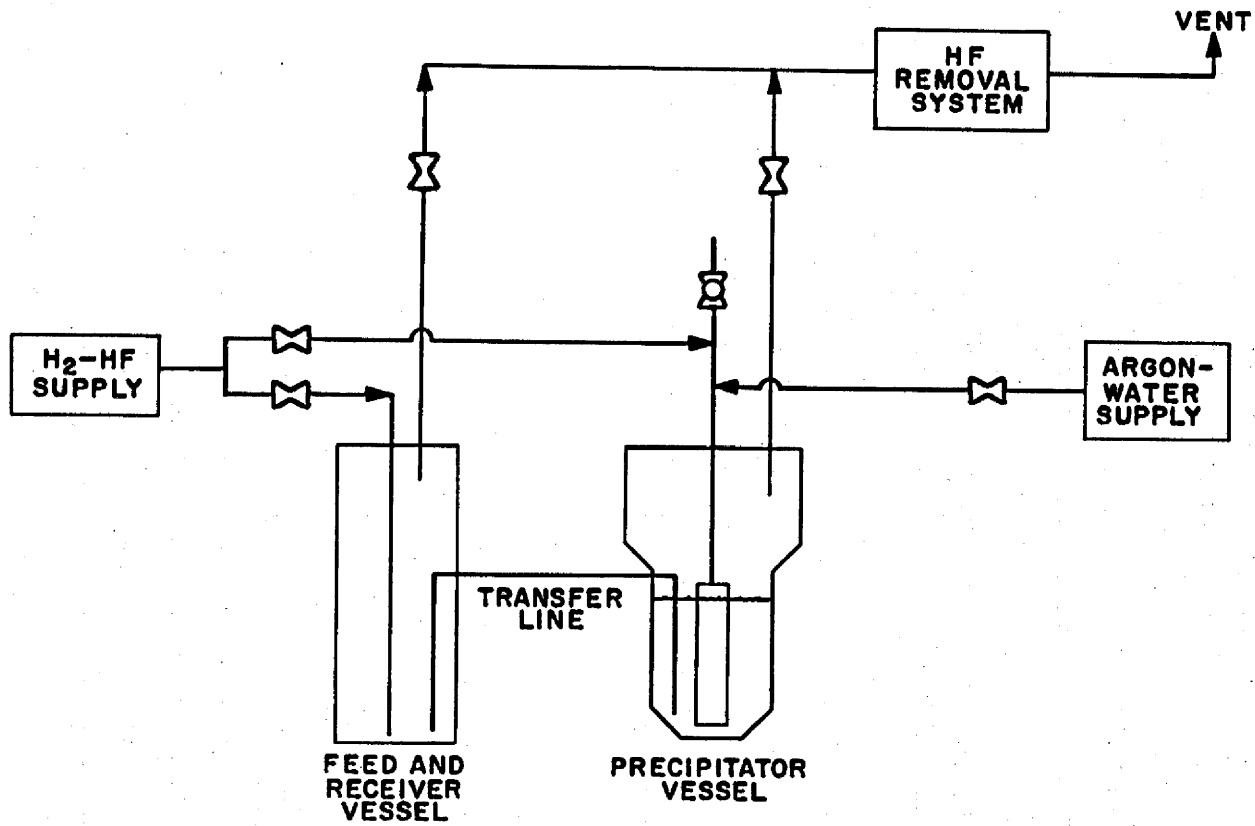 VENT
HF
REMOVAL
SYSTEM
H₂-HF
SUPPLY
ARGON-
WATER
SUPPLY
TRANSFER
LINE
FEED AND
RECEIVER
VESSEL
PRECIPITATOR
VESSEL